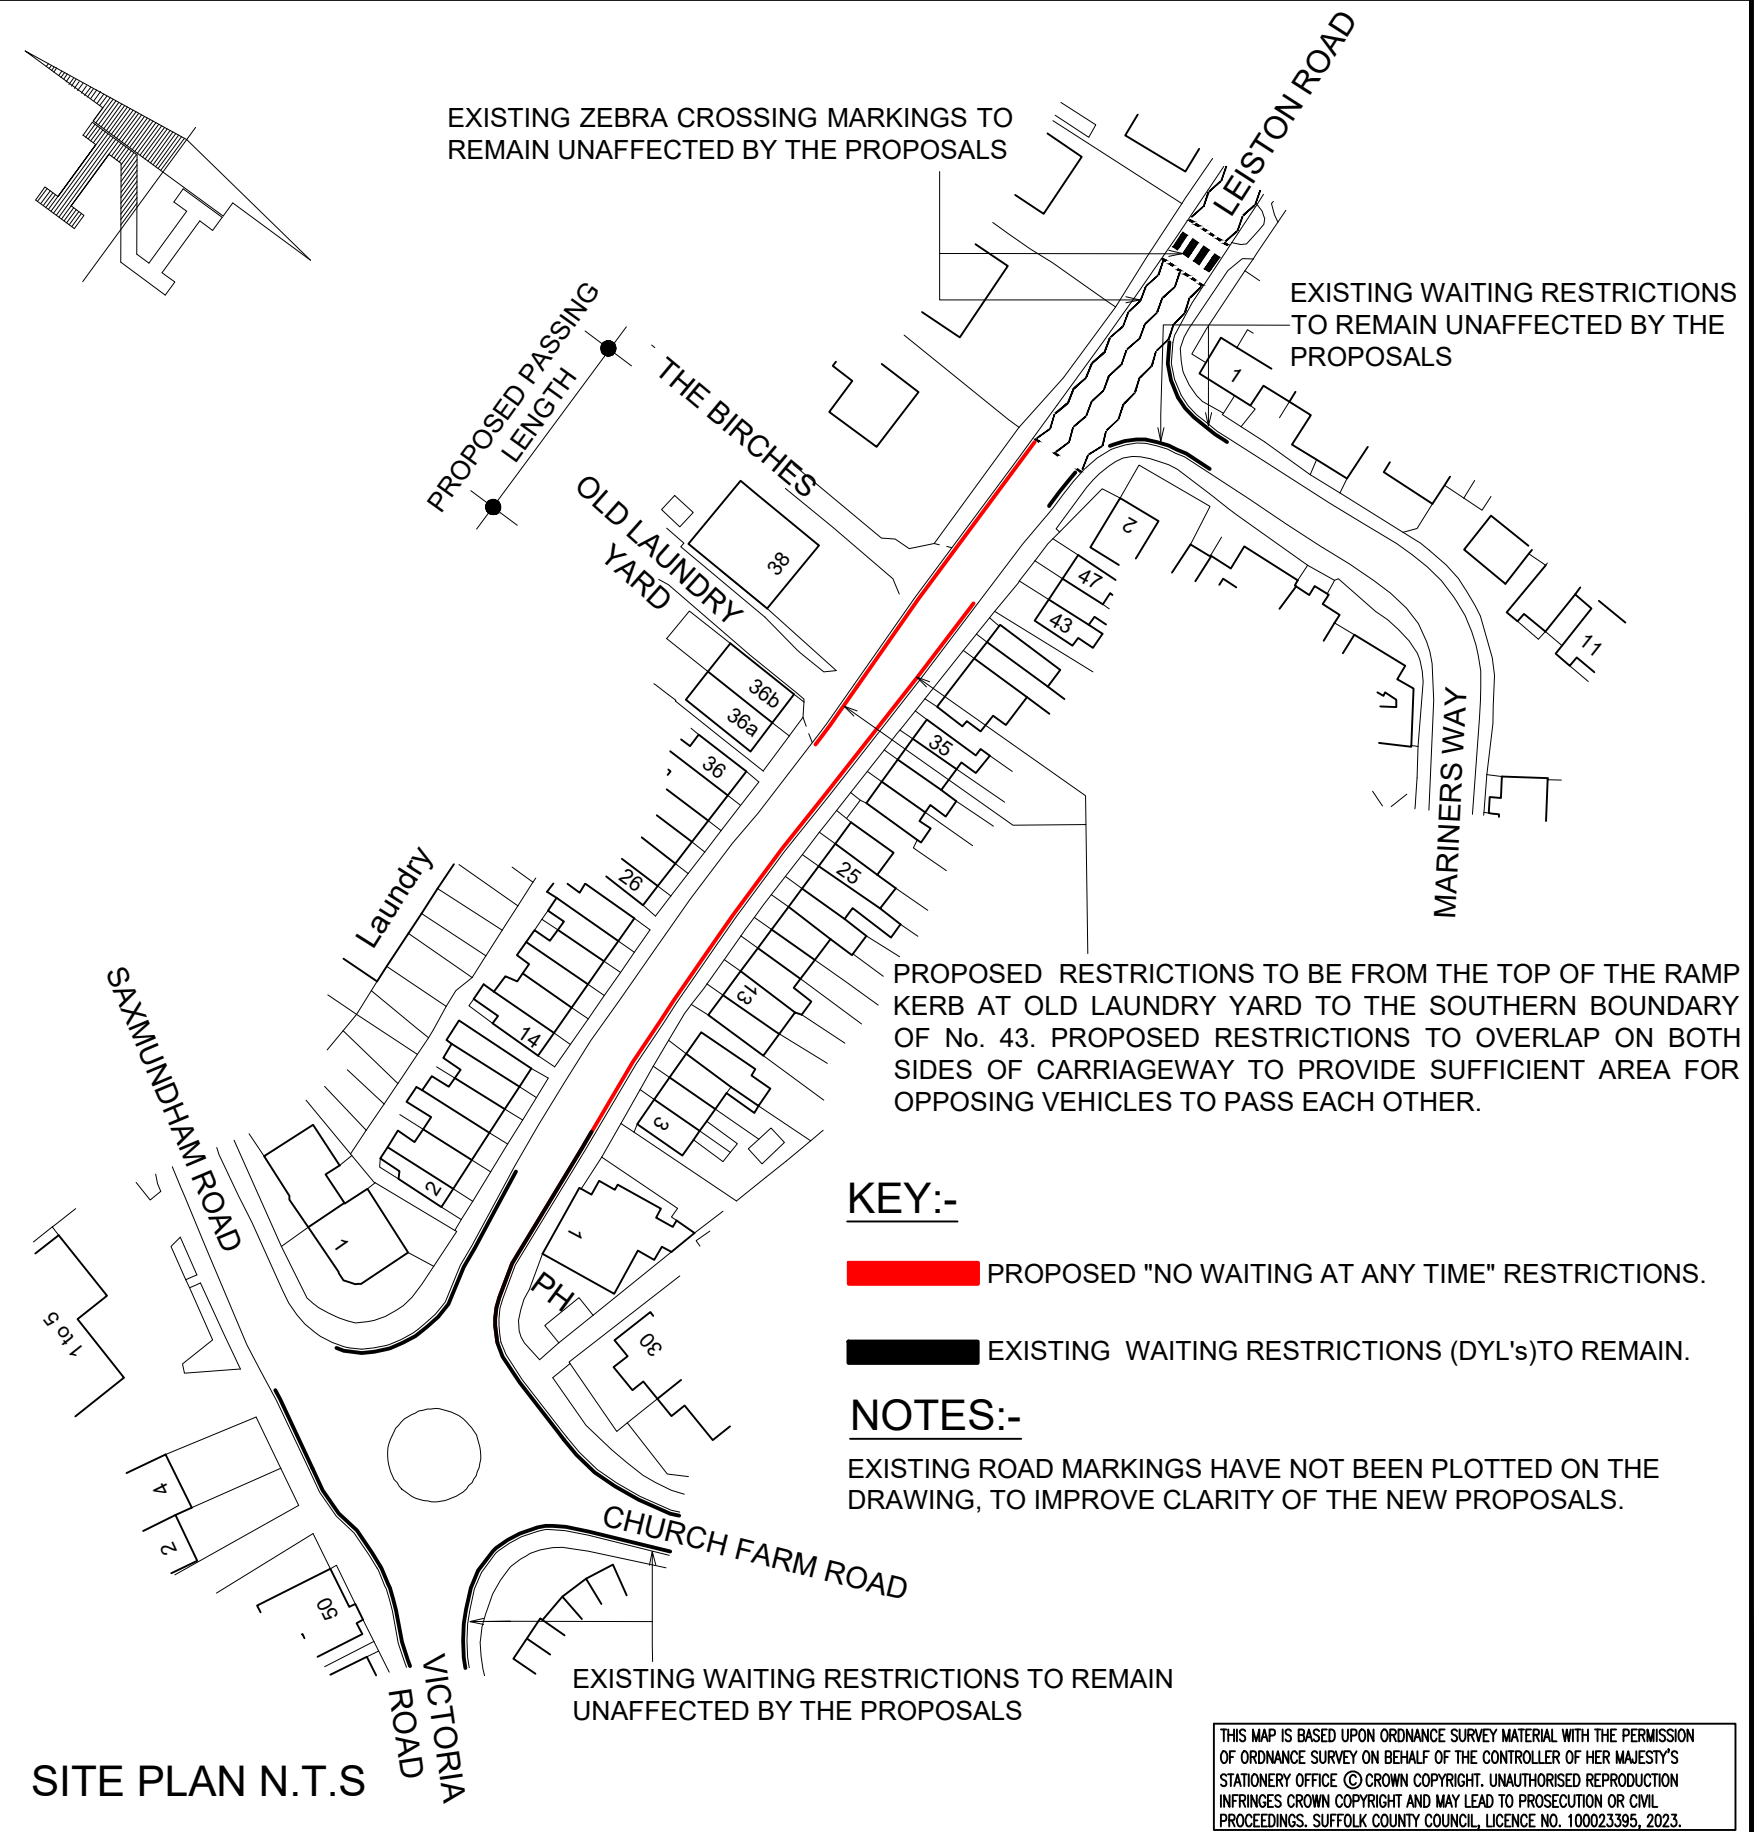 N
LEISTON ROAD
EXISTING ZEBRA CROSSING MARKINGS TO
REMAIN UNAFFECTED BY THE PROPOSALS
EXISTING WAITING RESTRICTIONS
TO REMAIN UNAFFECTED BY THE
PROPOSALS
PROPOSED PASSING
LENGTH
THE BIRCHES
OLD LAUNDRY
YARD
1
2
38
47
43
11
36b
36a
36
35
MARINERS WAY
26
25
Laundry
13
14
3
PROPOSED  RESTRICTIONS TO BE FROM THE TOP OF THE RAMP
KERB AT OLD LAUNDRY YARD TO THE SOUTHERN BOUNDARY
OF No. 43. PROPOSED RESTRICTIONS TO OVERLAP ON BOTH
SIDES OF CARRIAGEWAY TO PROVIDE SUFFICIENT AREA FOR
OPPOSING VEHICLES TO PASS EACH OTHER.
SAXMUNDHAM ROAD
2
1
1
PH
30
1 to 5
4
2
50
KEY:-
PROPOSED "NO WAITING AT ANY TIME" RESTRICTIONS.
EXISTING  WAITING RESTRICTIONS (DYL's)TO REMAIN.
NOTES:-
EXISTING ROAD MARKINGS HAVE NOT BEEN PLOTTED ON THE
DRAWING, TO IMPROVE CLARITY OF THE NEW PROPOSALS.
CHURCH FARM ROAD
VICTORIA
ROAD
EXISTING WAITING RESTRICTIONS TO REMAIN
UNAFFECTED BY THE PROPOSALS
SITE PLAN N.T.S
THIS MAP IS BASED UPON ORDNANCE SURVEY MATERIAL WITH THE PERMISSION
OF ORDNANCE SURVEY ON BEHALF OF THE CONTROLLER OF HER MAJESTY'S
STATIONERY OFFICE © CROWN COPYRIGHT. UNAUTHORISED REPRODUCTION
INFRINGES CROWN COPYRIGHT AND MAY LEAD TO PROSECUTION OR CIVIL
PROCEEDINGS. SUFFOLK COUNTY COUNCIL, LICENCE NO. 100023395, 2023.